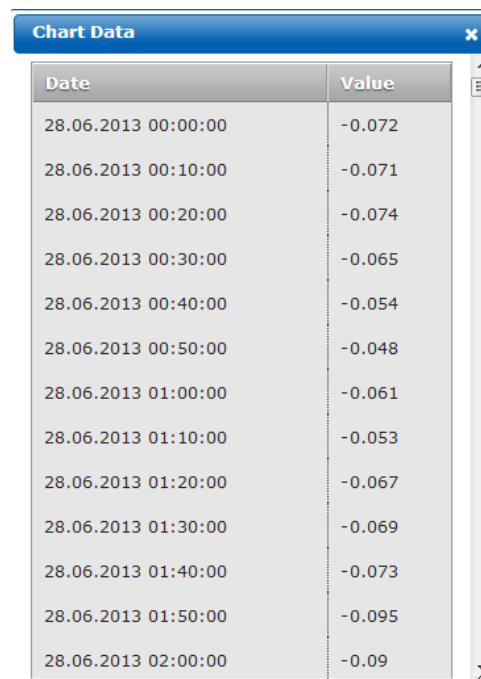 Chart Data
Date Value
28.06.2013 00:00:00 -0.072
28.06.2013 00:10:00 -0.071
28.06.2013 00:20:00 -0.074
28.06.2013 00:30:00 -0.065
28.06.2013 00:40:00 -0.054
28.06.2013 00:50:00 -0.048
28.06.2013 01:00:00 -0.061
28.06.2013 01:10:00 -0.053
28.06.2013 01:20:00 -0.067
28.06.2013 01:30:00 -0.069
28.06.2013 01:40:00 -0.073
28.06.2013 01:50:00 -0.095
28.06.2013 02:00:00 -0.09